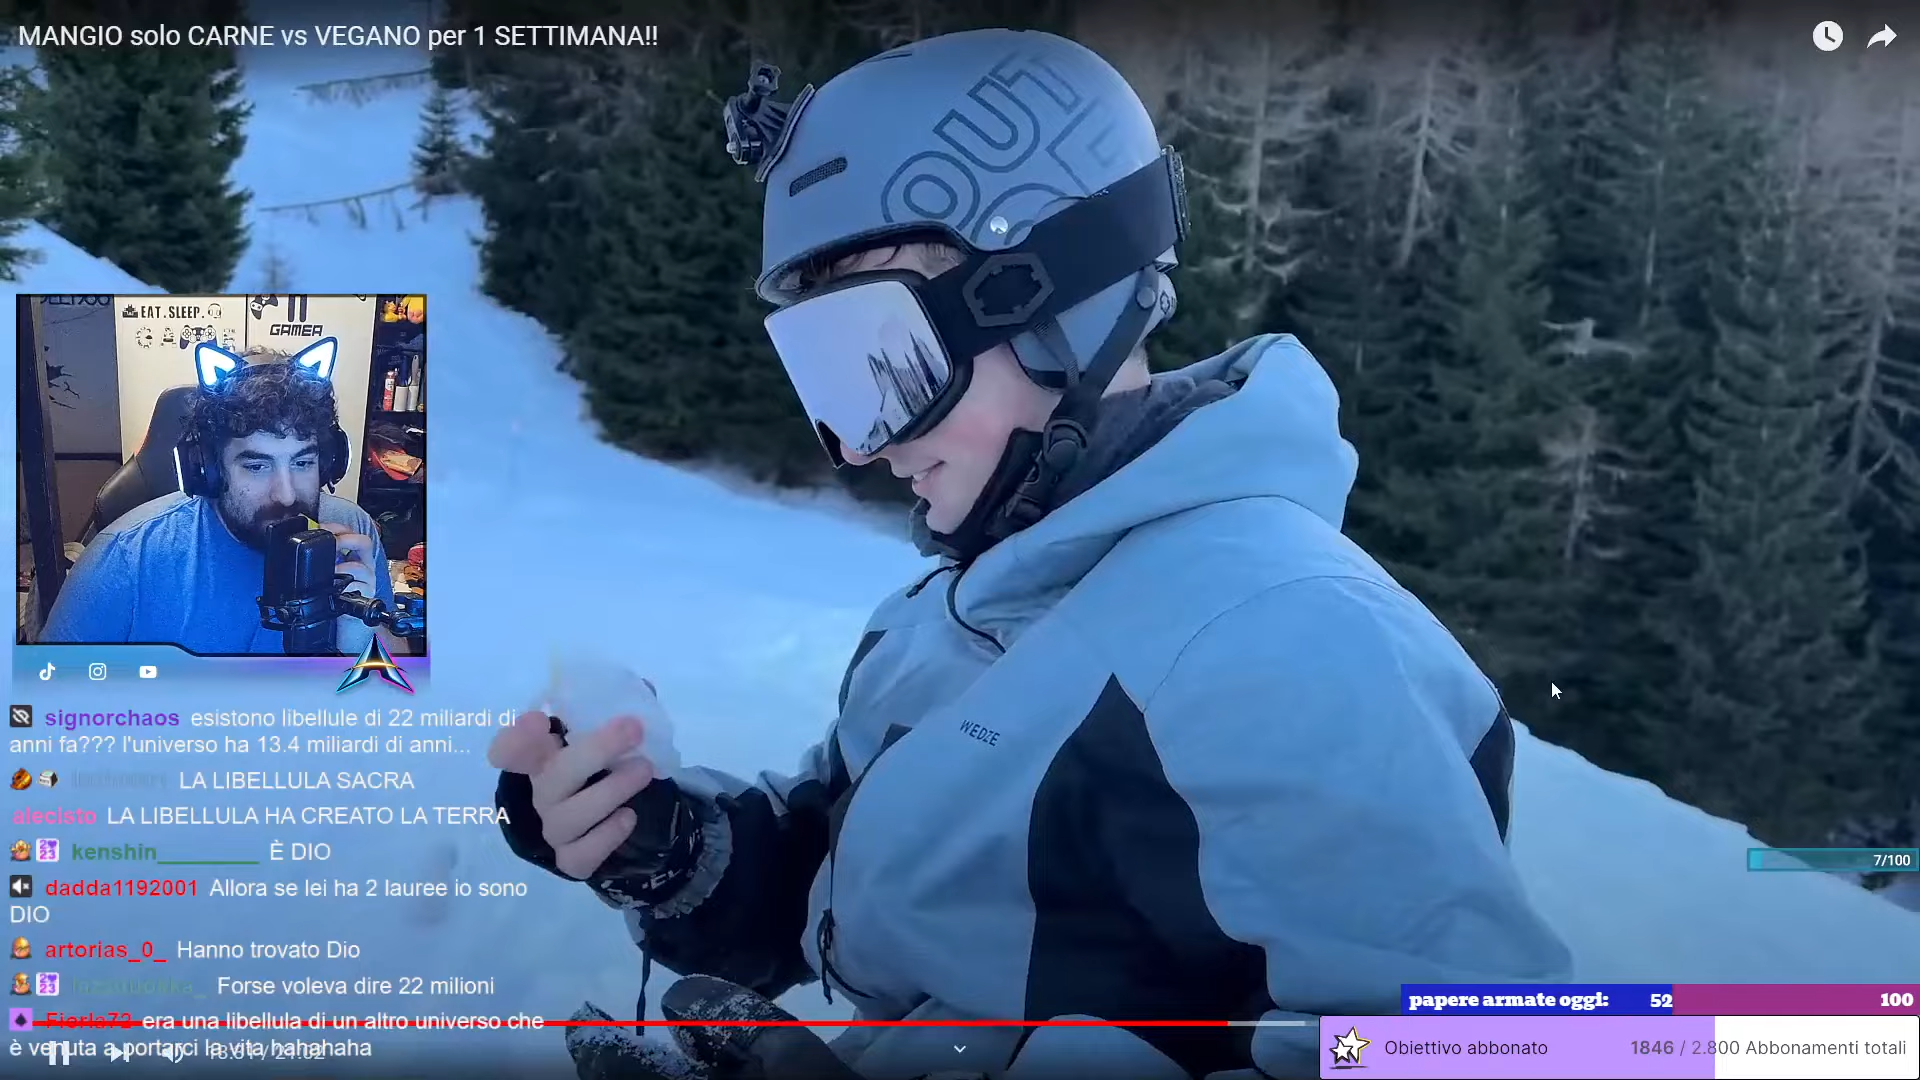 MANGIO solo CARNE vs VEGANO per 1 SETTIMANA!!
OUT
EAT.SLEEP.
GAMER
WEDZE
signorchaos esistono libellule di 22 miliardi di
anni fa??? l'universo ha 13.4 miliardi di anni...
LA LIBELLULA SACRA
alecisto LA LIBELLULA HA CREATO LA TERRA
kenshin________ È DIO
dadda1192001 Allora se lei ha 2 lauree io sono
DIO
artorias_0_ Hanno trovato Dio
Forse voleva dire 22 milioni
Fierla72 era una libellula di un altro universo che
è venuta a portarci la vita hahahaha
7/100
papere armate oggi: 52 100
Obiettivo abbonato 1846 / 2.800 Abbonamenti totali